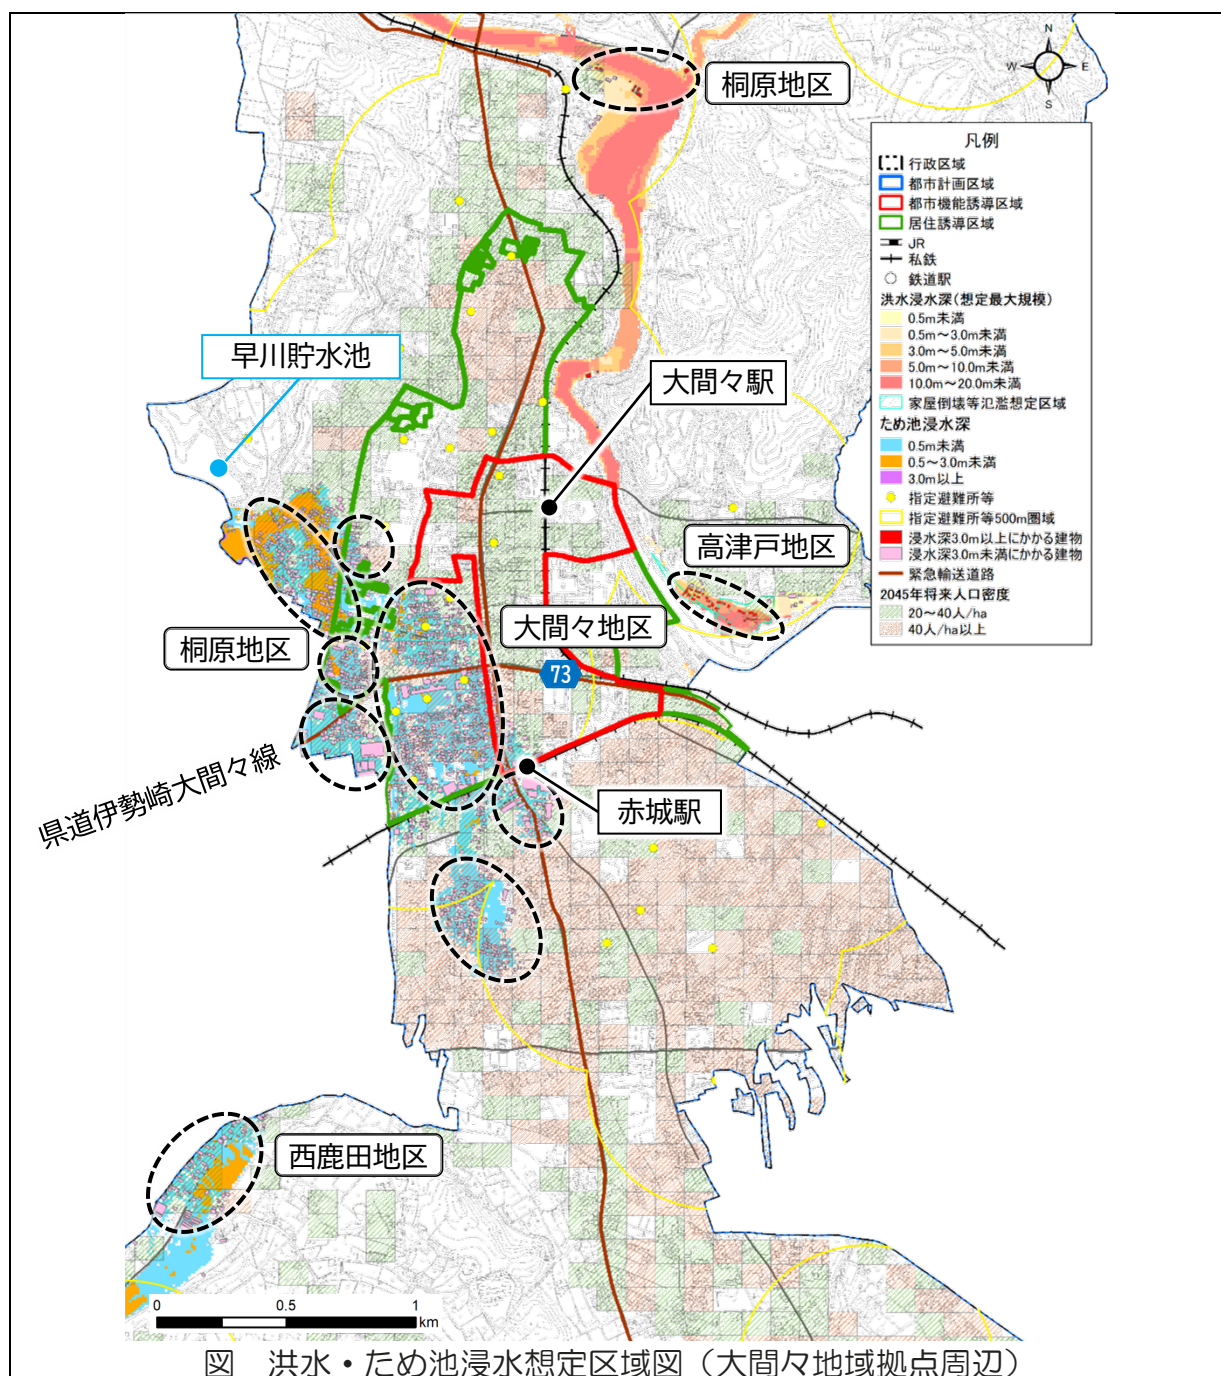 桐原地区
N
W
E
S
凡例
行政区域
都市計画区域
都市機能誘導区域
居住誘導区域
JR
私鉄
鉄道駅
洪水浸水深(想定最大規模)
0.5m未満
0.5m～3.0m未満
3.0m～5.0m未満
5.0m～10.0m未満
10.0m～20.0m未満
家屋倒壊等氾濫想定区域
ため池浸水深
0.5m未満
0.5～3.0m未満
3.0m以上
指定避難所等
指定避難所等500m圏域
浸水深3.0m以上にかかる建物
浸水深3.0m未満にかかる建物
緊急輸送道路
2045年将来人口密度
20～40人/ha
40人/ha以上
早川貯水池
大間々駅
高津戸地区
大間々地区
桐原地区
73
県道伊勢崎大間々線
赤城駅
西鹿田地区
0 0.5 1
km
図 洪水・ため池浸水想定区域図（大間々地域拠点周辺）